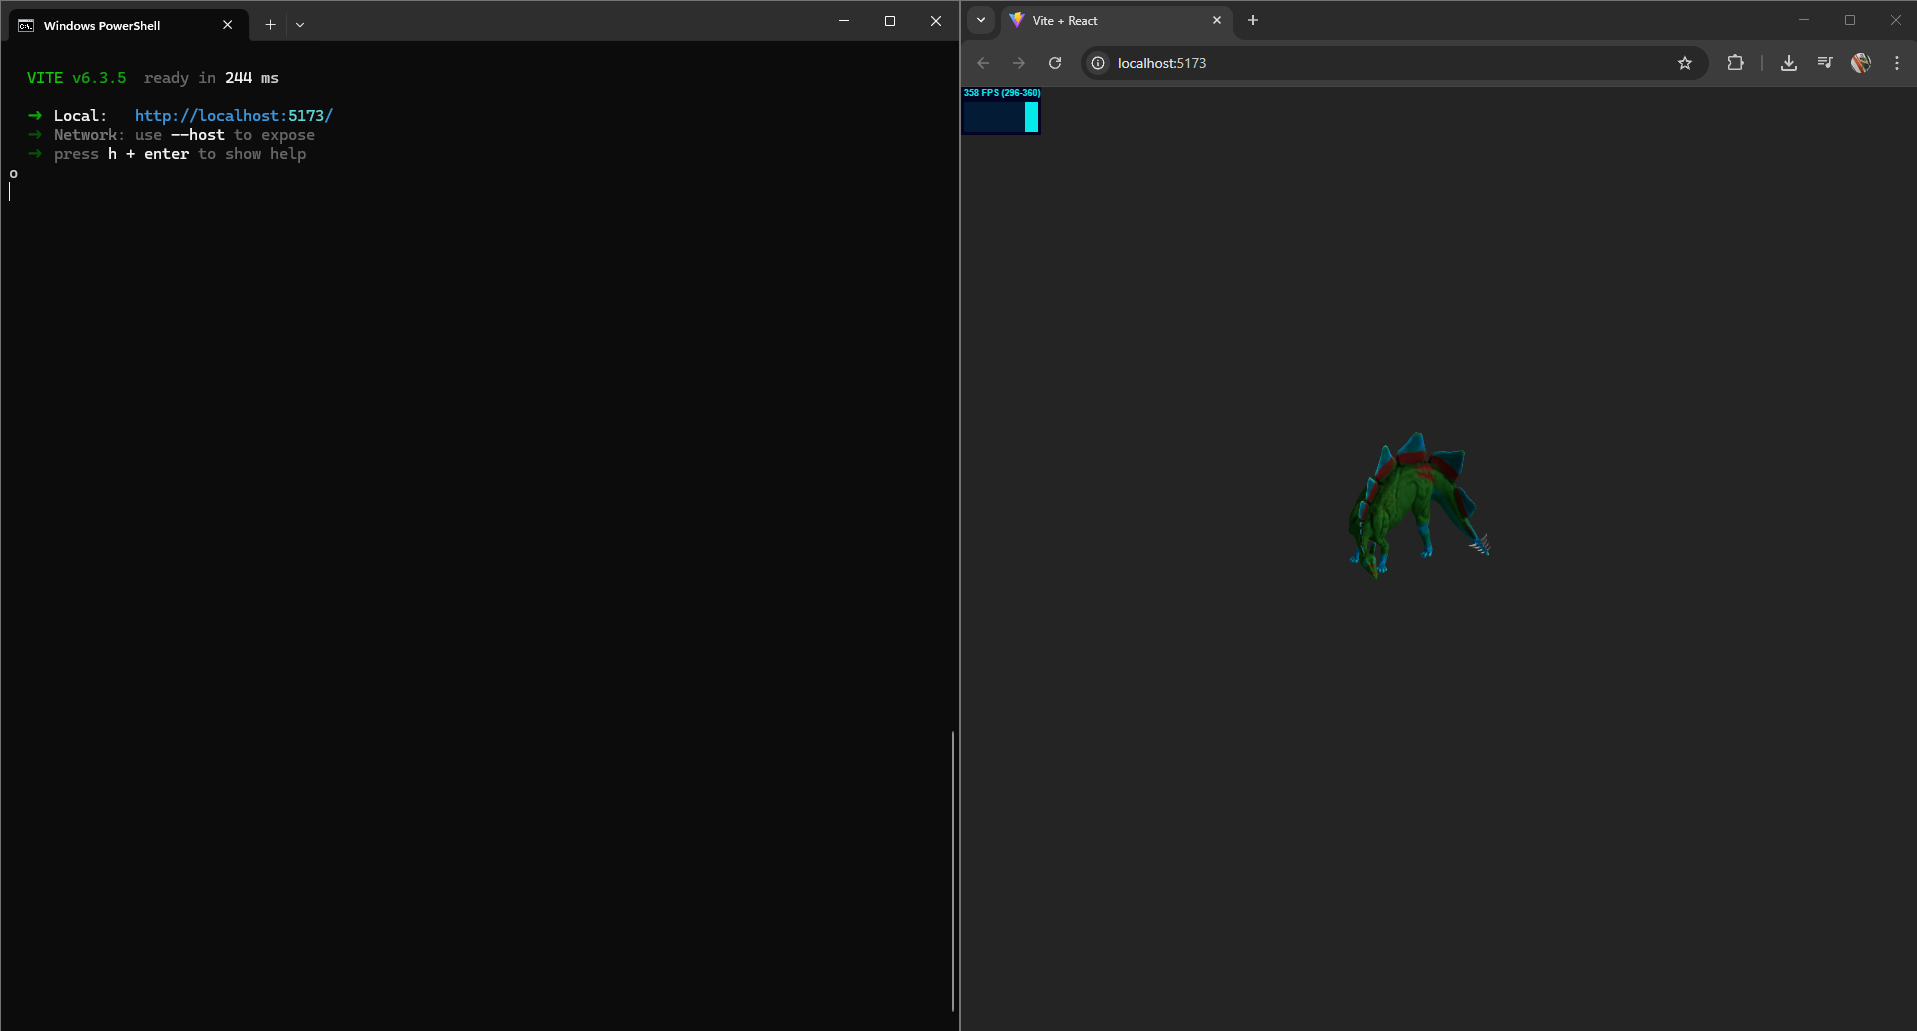 Windows PowerShell
VITE v6.3.5 ready in 244 ms
➜ Local: http://localhost:5173/
➜ Network: use --host to expose
➜ press h + enter to show help
o
Vite + React
localhost:5173
358 FPS (296-360)